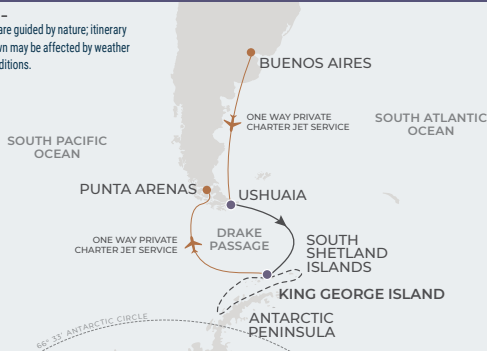 are guided by nature; itinerary
may be affected by weather
BUENOS AIRES
ONE WAY PRIVATE
CHARTER JET SERVICE
SOUTH ATLANTIC
OCEAN
SOUTH PACIFIC
OCEAN
PUNTA ARENAS
USHUAIA
DRAKE
PASSAGE
ONE WAY PRIVATE
CHARTER JET SERVICE
SOUTH
SHETLAND
ISLANDS
KING GEORGE ISLAND
ANTARCTIC
PENINSULA
66° 33' ANTARCTIC CIRCLE